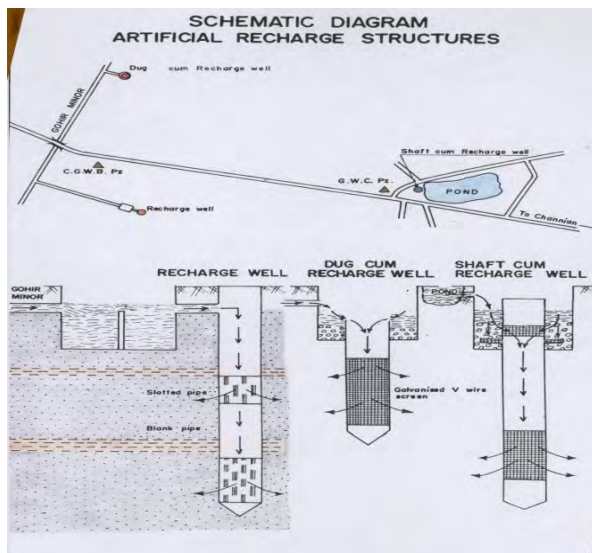 SCHEMATIC DIAGRAM
ARTIFICIAL RECHARGE STRUCTURES
Dug cum Recharge well
GOHIR MINOR
Shaft cum Recharge well
C.G.W.B. Pz
G.W.C. Pz.
POND
Recharge well
To Channian
RECHARGE WELL
DUG CUM
RECHARGE WELL
SHAFT CUM
RECHARGE WELL
GOHIR
MINOR
POND
Slotted pipe
Galvanised V wire
screen
Blank pipe